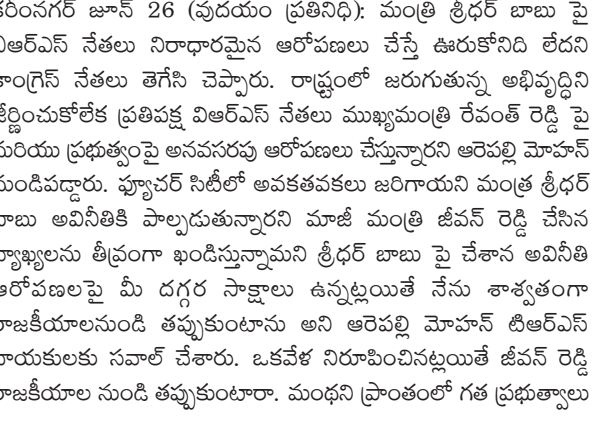 కరీంనగర్ జూన్ 26 (వుదయం ప్రతినిధి): మంత్రి శ్రీధర్ బాబు పై
విఆర్ఎస్ నేతలు నిరాధారమైన ఆరోపణలు చేస్తే ఊరుకోనిది లేదని
కాంగ్రెస్ నేతలు తెగేసి చెప్పారు. రాష్ట్రంలో జరుగుతున్న అభివృద్ధిని
జీర్ణించుకోలేక ప్రతిపక్ష విఆర్ఎస్ నేతలు ముఖ్యమంత్రి రేవంత్ రెడ్డి పై
మరియు ప్రభుత్వంపై అనవసరపు ఆరోపణలు చేస్తున్నారని ఆరెపల్లి మోహన్
మండిపడ్డారు. ఫ్యూచర్ సిటీలో అవకతవకలు జరిగాయని మంత్ర శ్రీధర్
బాబు అవినీతికి పాల్పడుతున్నారని మాజీ మంత్రి జీవన్ రెడ్డి చేసిన
వ్యాఖ్యలను తీవ్రంగా ఖండిస్తున్నామని శ్రీధర్ బాబు పై చేశాన అవినీతి
ఆరోపణలపై మీ దగ్గర సాక్షాలు ఉన్నట్లయితే నేను శాశ్వతంగా
రాజకీయాలనుండి తప్పుకుంటాను అని ఆరెపల్లి మోహన్ టిఆర్ఎస్
నాయకులకు సవాల్ చేశారు. ఒకవేళ నిరూపించినట్లయితే జీవన్ రెడ్డి
రాజకీయాల నుండి తప్పుకుంటారా. మంథని ప్రాంతంలో గత ప్రభుత్వాలు